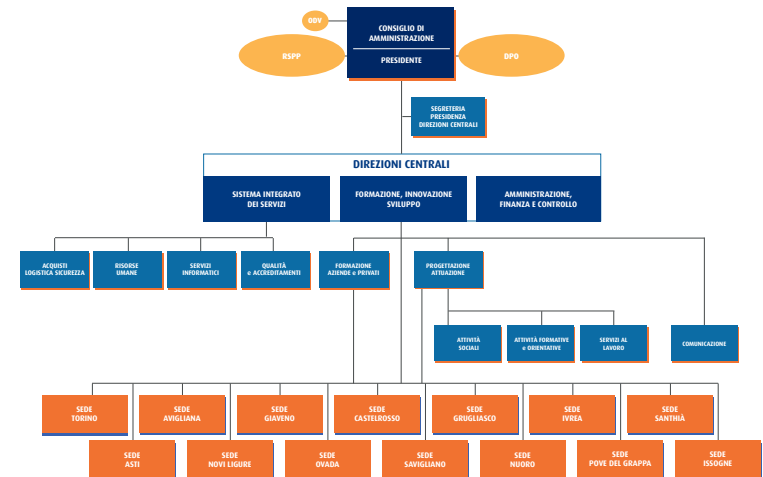 ODV
CONSIGLIO DI
AMMINISTRAZIONE
PRESIDENTE
RSPP
DPO
SEGRETERIA
PRESIDENZA
DIREZIONI CENTRALI
DIREZIONI CENTRALI
SISTEMA INTEGRATO
DEI SERVIZI
FORMAZIONE, INNOVAZIONE
SVILUPPO
AMMINISTRAZIONE,
FINANZA E CONTROLLO
ACQUISTI
LOGISTICA SICUREZZA
RISORSE
UMANE
SERVIZI
INFORMATICI
QUALITÀ
e ACCREDITAMENTI
FORMAZIONE
AZIENDE e PRIVATI
PROGETTAZIONE
ATTUAZIONE
ATTIVITÀ
SOCIALI
ATTIVITÀ FORMATIVE
e ORIENTATIVE
SERVIZI AL
LAVORO
COMUNICAZIONE
SEDE
TORINO
SEDE
AVIGLIANA
SEDE
GIAVENO
SEDE
CASTELROSSO
SEDE
GRUGLIASCO
SEDE
IVREA
SEDE
SANTHIÀ
SEDE
ASTI
SEDE
NOVI LIGURE
SEDE
OVADA
SEDE
SAVIGLIANO
SEDE
NUORO
SEDE
POVE DEL GRAPPA
SEDE
ISSOGNE